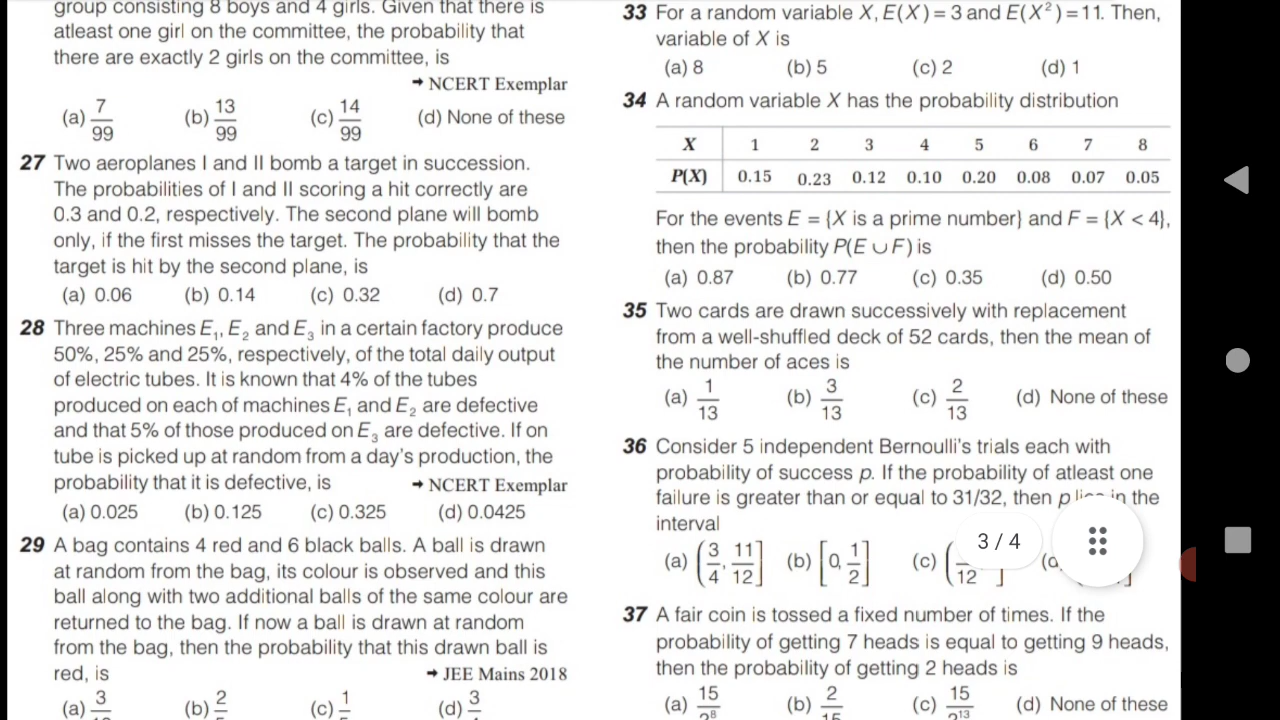 group consisting 8 boys and 4 girls. Given that there is
atleast one girl on the committee, the probability that
there are exactly 2 girls on the committee, is
→ NCERT Exemplar
(a) 7/99 (b) 13/99 (c) 14/99 (d) None of these
27 Two aeroplanes I and II bomb a target in succession.
The probabilities of I and II scoring a hit correctly are
0.3 and 0.2, respectively. The second plane will bomb
only, if the first misses the target. The probability that the
target is hit by the second plane, is
(a) 0.06 (b) 0.14 (c) 0.32 (d) 0.7
28 Three machines E₁, E₂ and E₃ in a certain factory produce
50%, 25% and 25%, respectively, of the total daily output
of electric tubes. It is known that 4% of the tubes
produced on each of machines E₁ and E₂ are defective
and that 5% of those produced on E₃ are defective. If on
tube is picked up at random from a day's production, the
probability that it is defective, is → NCERT Exemplar
(a) 0.025 (b) 0.125 (c) 0.325 (d) 0.0425
29 A bag contains 4 red and 6 black balls. A ball is drawn
at random from the bag, its colour is observed and this
ball along with two additional balls of the same colour are
returned to the bag. If now a ball is drawn at random
from the bag, then the probability that this drawn ball is
red, is → JEE Mains 2018
(a) 3 (b) 2 (c) 1 (d) 3
33 For a random variable X, E(X) = 3 and E(X²) = 11. Then,
variable of X is
(a) 8 (b) 5 (c) 2 (d) 1
34 A random variable X has the probability distribution
X 1 2 3 4 5 6 7 8
P(X) 0.15 0.23 0.12 0.10 0.20 0.08 0.07 0.05
For the events E = {X is a prime number} and F = {X < 4},
then the probability P(E ∪ F) is
(a) 0.87 (b) 0.77 (c) 0.35 (d) 0.50
35 Two cards are drawn successively with replacement
from a well-shuffled deck of 52 cards, then the mean of
the number of aces is
(a) 1/13 (b) 3/13 (c) 2/13 (d) None of these
36 Consider 5 independent Bernoulli's trials each with
probability of success p. If the probability of atleast one
failure is greater than or equal to 31/32, then p in the
interval
(a) (3/4, 11/12] (b) [0, 1/2] (c) ( 12 ]
3 / 4
37 A fair coin is tossed a fixed number of times. If the
probability of getting 7 heads is equal to getting 9 heads,
then the probability of getting 2 heads is
(a) 15/2⁸ (b) 2/15 (c) 15/2¹³ (d) None of these